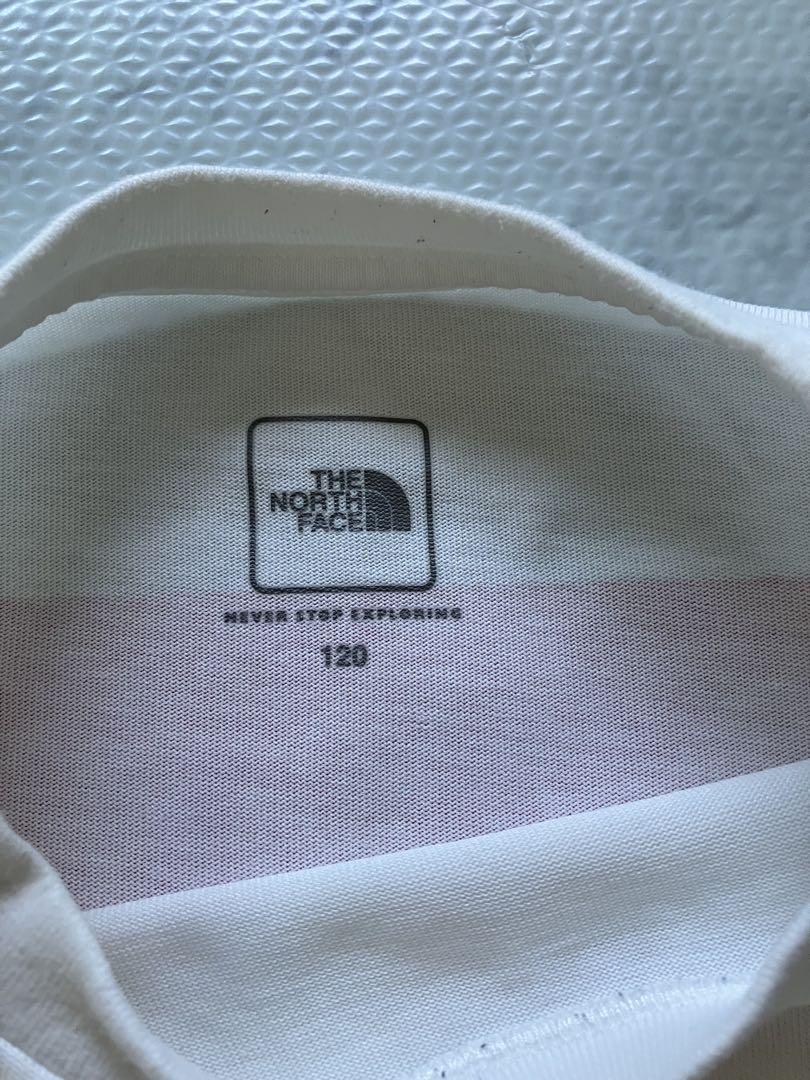 THE
NORTH
FACE
NEVER STOP EXPLORING
120